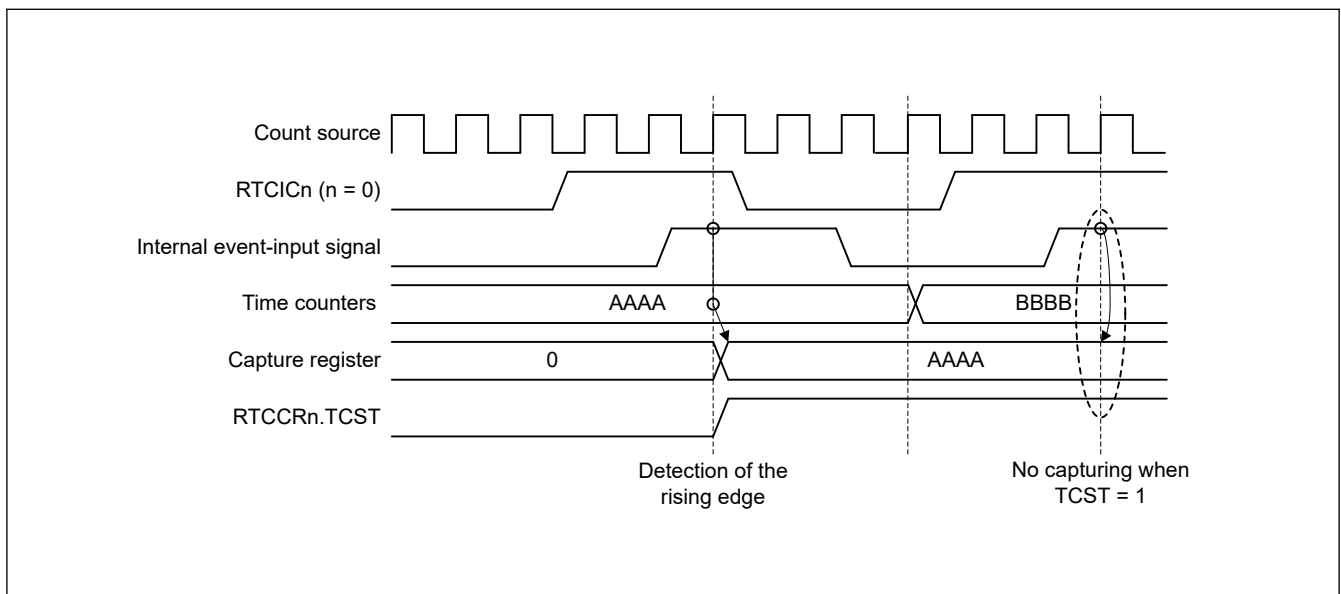 Count source
RTCICn (n = 0)
Internal event-input signal
Time counters
AAAA
BBBB
Capture register
0
AAAA
RTCCRn.TCST
Detection of the
rising edge
No capturing when
TCST = 1